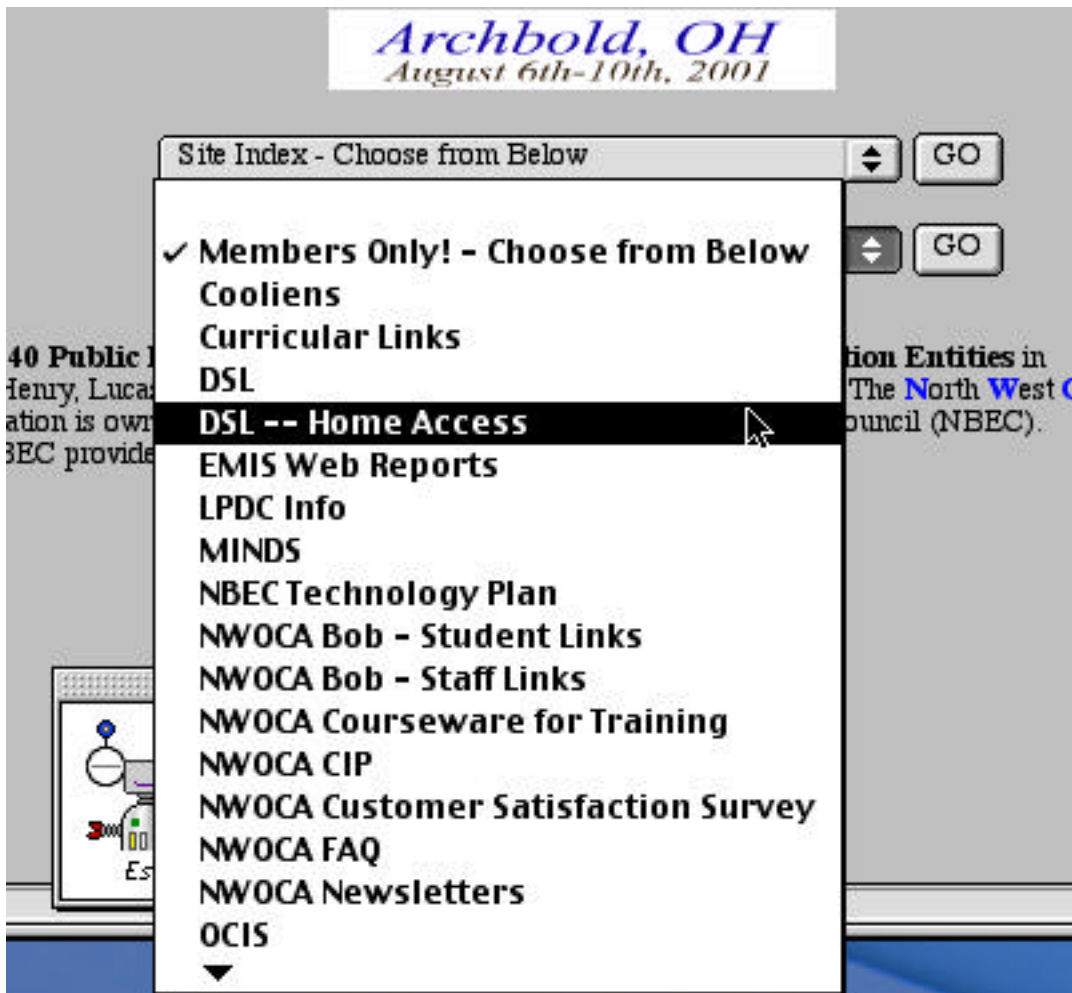 Archbold, OH
August 6th-10th, 2001
Site Index - Choose from Below
GO
GO
Members Only! - Choose from Below
Cooliens
Curricular Links
DSL
DSL -- Home Access
EMIS Web Reports
LPDC Info
MINDS
NBEC Technology Plan
NWOCA Bob - Student Links
NWOCA Bob - Staff Links
NWOCA Courseware for Training
NWOCA CIP
NWOCA Customer Satisfaction Survey
NWOCA FAQ
NWOCA Newsletters
OCIS
40 Public
tion Entities in
Henry, Lucas
The North West
ation is own
ouncil (NBEC).
BEC provide
Es